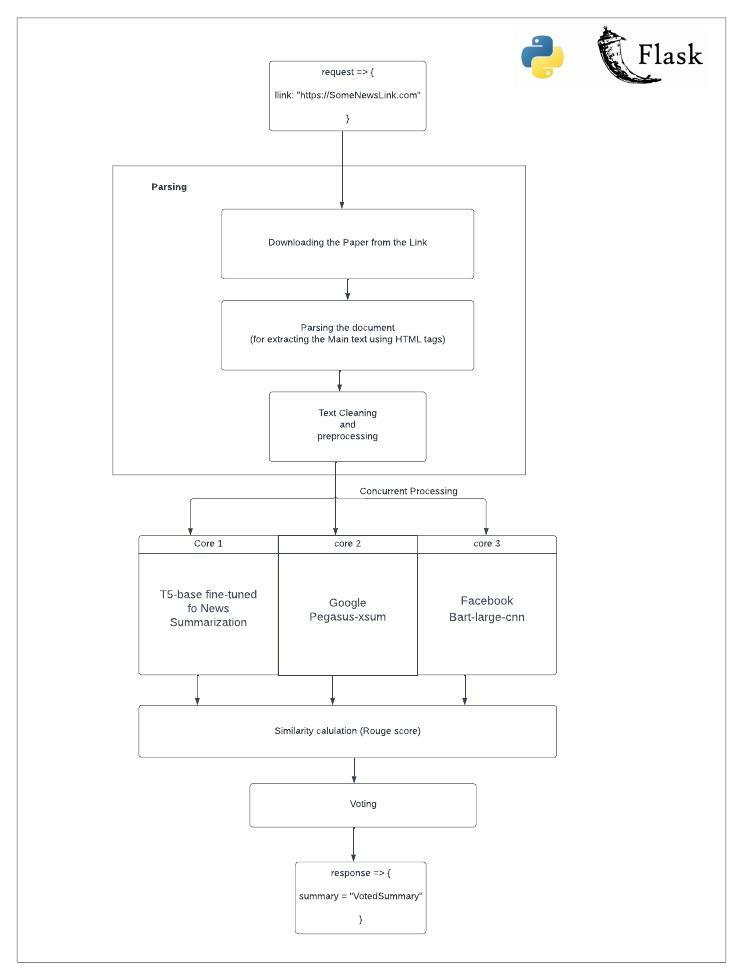 Flask
request => {
llink: "https://SomeNewsLink.com"
}
Parsing
Downloading the Paper from the Link
Parsing the document
(for extracting the Main text using HTML tags)
Text Cleaning
and
preprocessing
Concurrent Processing
Core 1
core 2
core 3
T5-base fine-tuned
fo News
Summarization
Google
Pegasus-xsum
Facebook
Bart-large-cnn
Similarity calulation (Rouge score)
Voting
response => {
summary = "VotedSummary"
}